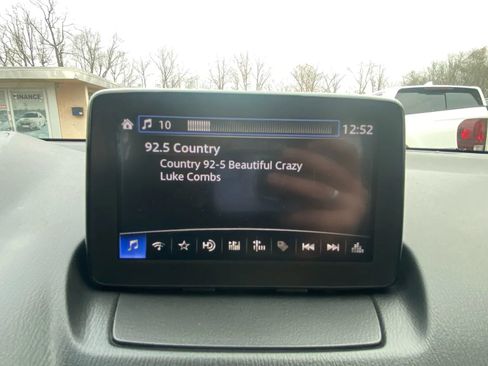 FINANCE
10
12:52
92.5 Country
Country 92-5 Beautiful Crazy
Luke Combs